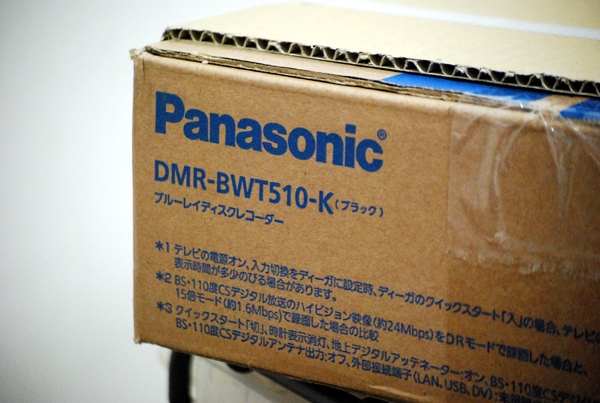 Panasonic®
DMR-BWT510-K(ブラック)
ブルーレイディスクレコーダー
*1 テレビの電源オン、入力切換をディーガに設定時、ディーガのクイックスタート「入」の場合、テレビの
表示時間が多少のびる場合があります。
*2 BS・110度CSデジタル放送のハイビジョン映像(約24Mbps)をDRモードで録画した場合と、
15倍モード(約1.6Mbps)で録画した場合の比較
*3 クイックスタート「切」、時計表示消灯、地上デジタルアッテネーター:オン、BS・110度CS
BS・110度CSデジタルアンテナ出力:オフ、外部接続端子(LAN、USB、DV):未